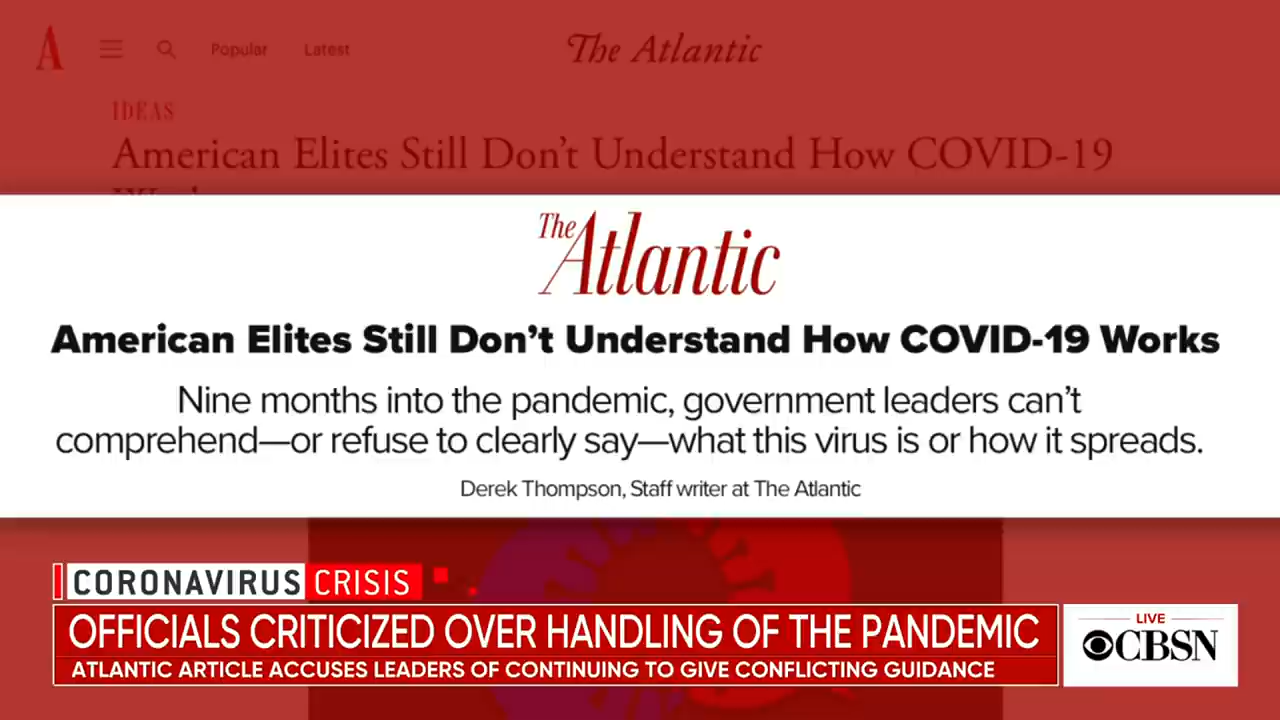 A
Popular Latest
The Atlantic
IDEAS
American Elites Still Don't Understand How COVID-19
The Atlantic
American Elites Still Don't Understand How COVID-19 Works
Nine months into the pandemic, government leaders can't
comprehend—or refuse to clearly say—what this virus is or how it spreads.
Derek Thompson, Staff writer at The Atlantic
CORONAVIRUS CRISIS
OFFICIALS CRITICIZED OVER HANDLING OF THE PANDEMIC
ATLANTIC ARTICLE ACCUSES LEADERS OF CONTINUING TO GIVE CONFLICTING GUIDANCE
LIVE
CBSN